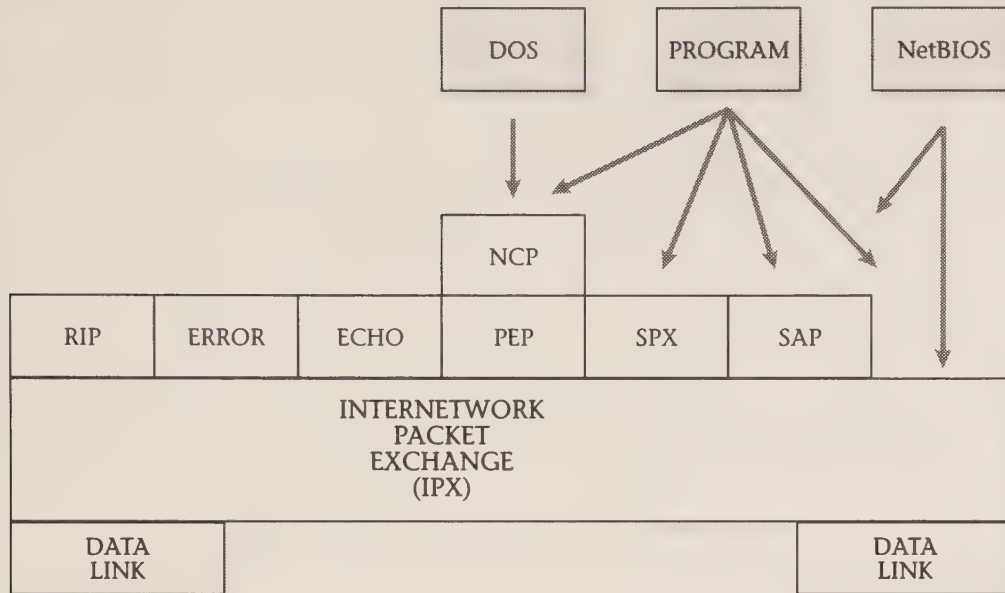 DOS
PROGRAM
NetBIOS
NCP
RIP
ERROR
ECHO
PEP
SPX
SAP
INTERNETWORK
PACKET
EXCHANGE
(IPX)
DATA
LINK
DATA
LINK